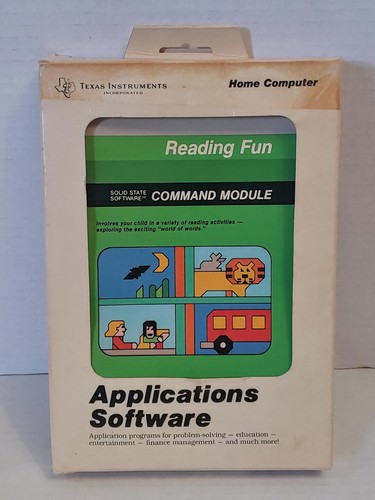 TEXAS INSTRUMENTS
INCORPORATED
Home Computer
Reading Fun
SOLID STATE
SOFTWARE™
COMMAND MODULE
Involves your child in a variety of reading activities —
exploring the exciting "world of words."
Applications
Software
Application programs for problem-solving — education —
entertainment — finance management — and much more!